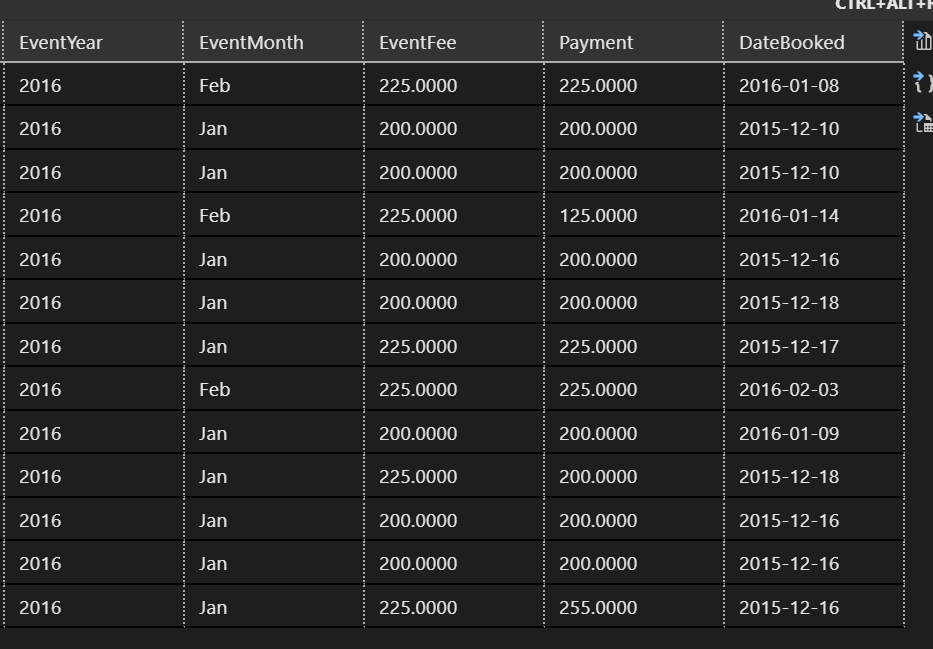 CTRL+ALT+
EventYear EventMonth EventFee Payment DateBooked
2016 Feb 225.0000 225.0000 2016-01-08
2016 Jan 200.0000 200.0000 2015-12-10
2016 Jan 200.0000 200.0000 2015-12-10
2016 Feb 225.0000 125.0000 2016-01-14
2016 Jan 200.0000 200.0000 2015-12-16
2016 Jan 200.0000 200.0000 2015-12-18
2016 Jan 225.0000 225.0000 2015-12-17
2016 Feb 225.0000 225.0000 2016-02-03
2016 Jan 200.0000 200.0000 2016-01-09
2016 Jan 225.0000 200.0000 2015-12-18
2016 Jan 200.0000 200.0000 2015-12-16
2016 Jan 200.0000 200.0000 2015-12-16
2016 Jan 225.0000 255.0000 2015-12-16